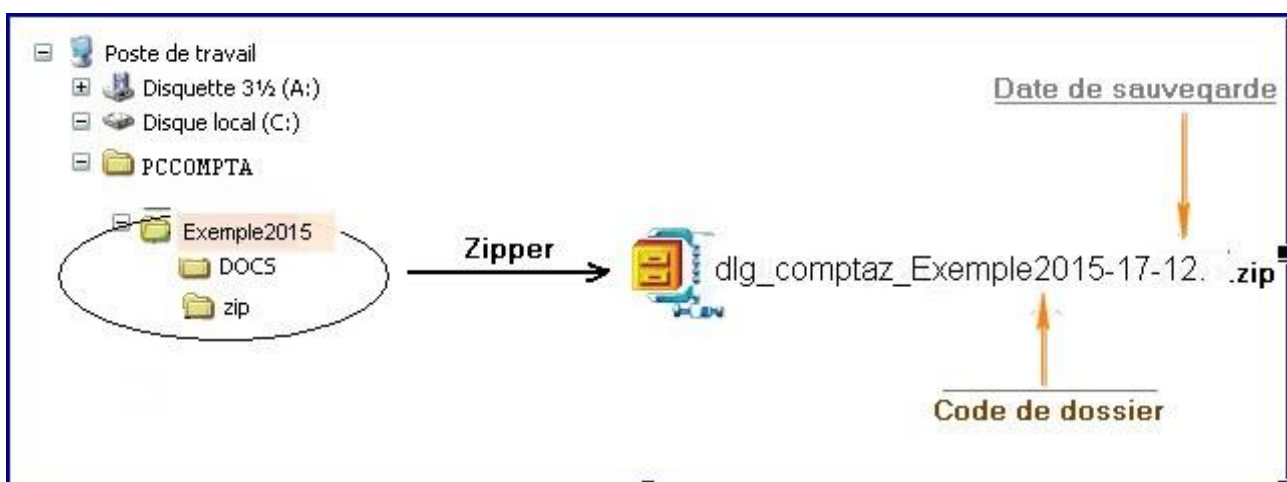 Poste de travail
Disquette 3½ (A:)
Disque local (C:)
PCCOMPTA
Exemple2015
DOCS
zip
Zipper
dlg_comptaz_Exemple2015-17-12. .zip
Date de sauvegarde
Code de dossier